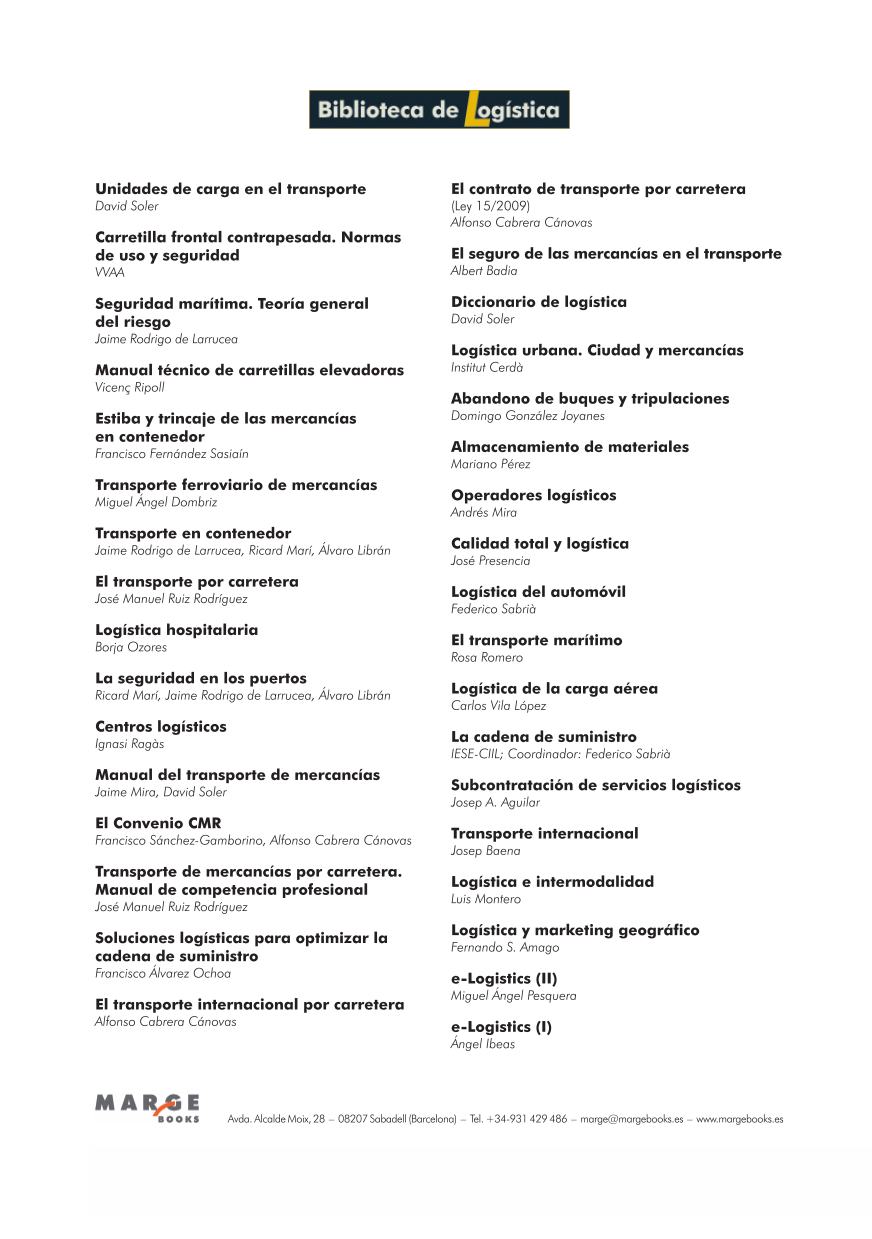 Biblioteca de Logística
Unidades de carga en el transporte
David Soler
Carretilla frontal contrapesada. Normas
de uso y seguridad
VVAA
Seguridad marítima. Teoría general
del riesgo
Jaime Rodrigo de Larrucea
Manual técnico de carretillas elevadoras
Vicenç Ripoll
Estiba y trincaje de las mercancías
en contenedor
Francisco Fernández Sasiaín
Transporte ferroviario de mercancías
Miguel Ángel Dombriz
Transporte en contenedor
Jaime Rodrigo de Larrucea, Ricard Marí, Álvaro Librán
El transporte por carretera
José Manuel Ruiz Rodríguez
Logística hospitalaria
Borja Ozores
La seguridad en los puertos
Ricard Marí, Jaime Rodrigo de Larrucea, Álvaro Librán
Centros logísticos
Ignasi Ragàs
Manual del transporte de mercancías
Jaime Mira, David Soler
El Convenio CMR
Francisco Sánchez-Gamborino, Alfonso Cabrera Cánovas
Transporte de mercancías por carretera.
Manual de competencia profesional
José Manuel Ruiz Rodríguez
Soluciones logísticas para optimizar la
cadena de suministro
Francisco Álvarez Ochoa
El transporte internacional por carretera
Alfonso Cabrera Cánovas
El contrato de transporte por carretera
(Ley 15/2009)
Alfonso Cabrera Cánovas
El seguro de las mercancías en el transporte
Albert Badia
Diccionario de logística
David Soler
Logística urbana. Ciudad y mercancías
Institut Cerdà
Abandono de buques y tripulaciones
Domingo González Joyanes
Almacenamiento de materiales
Mariano Pérez
Operadores logísticos
Andrés Mira
Calidad total y logística
José Presencia
Logística del automóvil
Federico Sabrià
El transporte marítimo
Rosa Romero
Logística de la carga aérea
Carlos Vila López
La cadena de suministro
IESE-CIIL; Coordinador: Federico Sabrià
Subcontratación de servicios logísticos
Josep A. Aguilar
Transporte internacional
Josep Baena
Logística e intermodalidad
Luis Montero
Logística y marketing geográfico
Fernando S. Amago
e-Logistics (II)
Miguel Ángel Pesquera
e-Logistics (I)
Ángel Ibeas
MARGE
BOOKS
Avda. Alcalde Moix, 28 – 08207 Sabadell (Barcelona) – Tel. +34-931 429 486 – marge@margebooks.es – www.margebooks.es